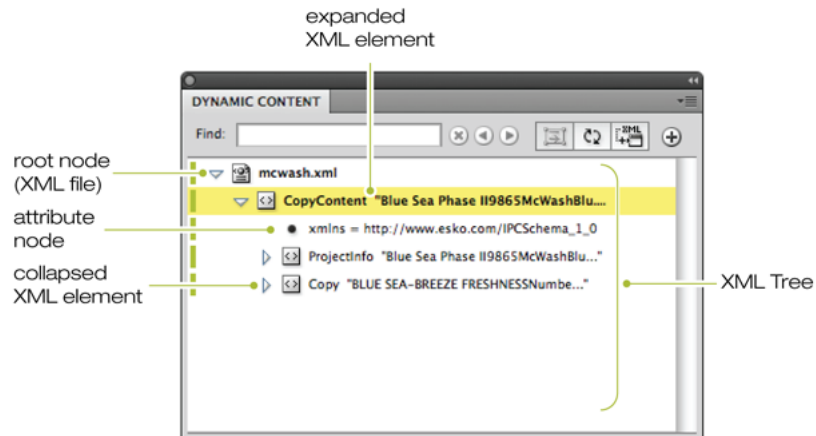 expanded
XML element
DYNAMIC CONTENT
Find:
XML
root node
(XML file)
mcwash.xml
CopyContent "Blue Sea Phase II9865McWashBlu....
attribute
node
xmlns = http://www.esko.com/IPCSchema_1_0
ProjectInfo "Blue Sea Phase II9865McWashBlu..."
collapsed
XML element
Copy "BLUE SEA-BREEZE FRESHNESSNumbe..."
XML Tree